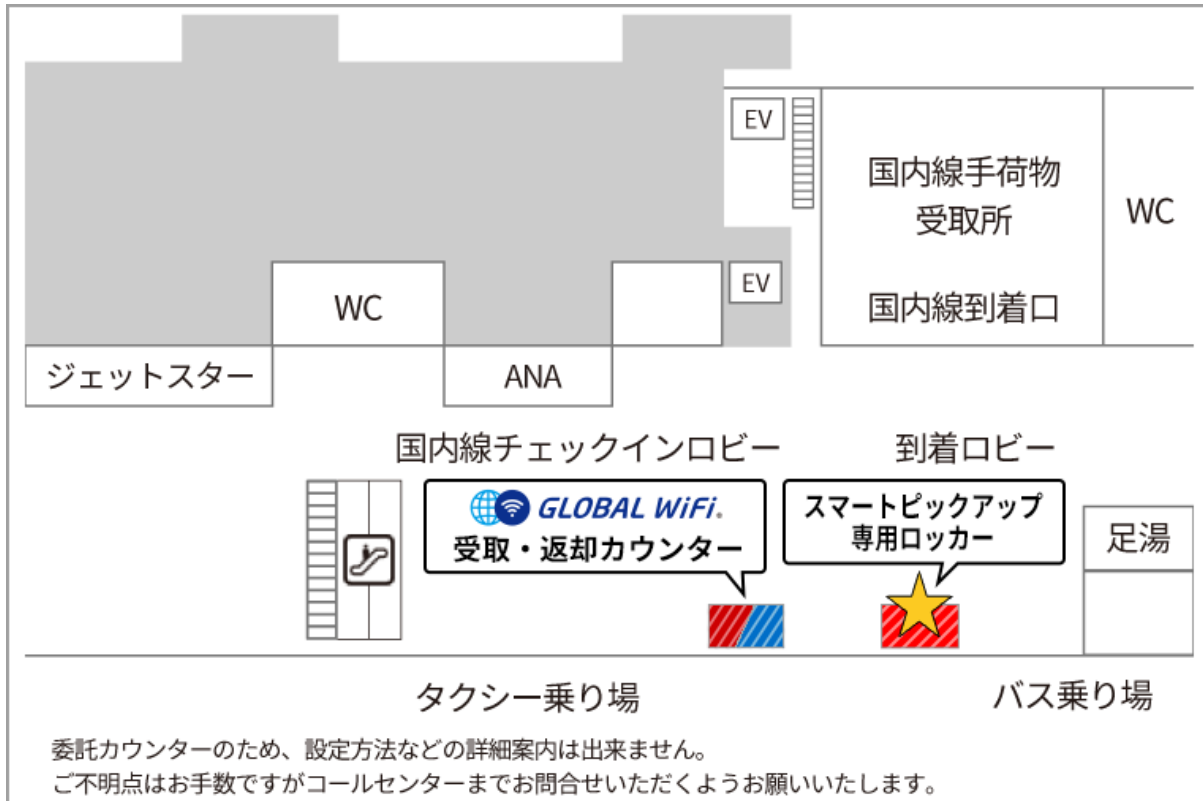 EV
国内線手荷物
受取所
WC
国内線到着口
EV
WC
ジェットスター
ANA
国内線チェックインロビー
到着ロビー
GLOBAL WiFi.
受取・返却カウンター
スマートピックアップ
専用ロッカー
足湯
タクシー乗り場
バス乗り場
委託カウンターのため、設定方法などの詳細案内は出来ません。
ご不明点はお手数ですがコールセンターまでお問合せいただくようお願いいたします。